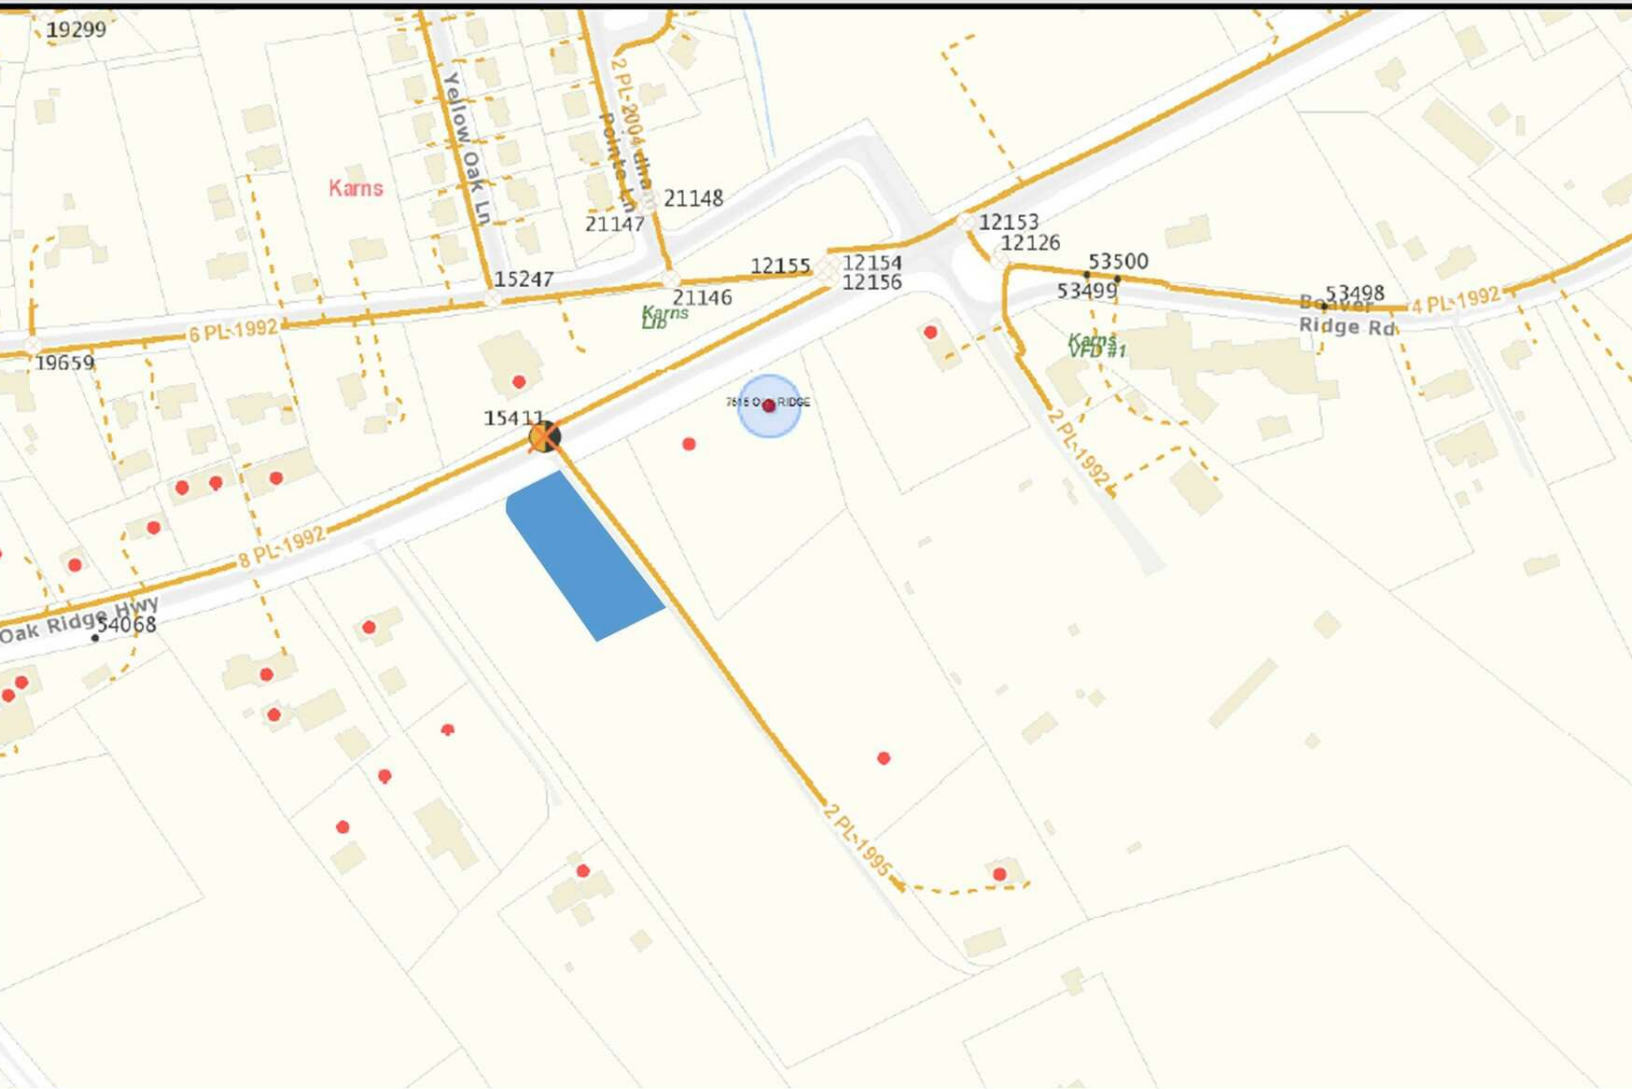 19299
Yellow Oak Ln
2 PL-2004
Pointe Ln
Karns
21148
21147
12153
12126
53500
12155
12154
12156
15247
53499
21146
53498
4 PL-1992
Ridge Rd
Karns
Lib
6 PL-1992
Karns
VFD #1
19659
7515 RIDGE
15411
2 PL-1992
8 PL-1992
Oak Ridge Hwy
54068
2 PL-1995